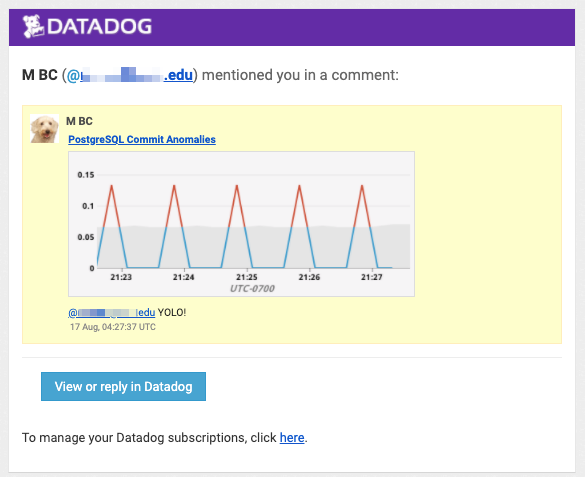 DATADOG
M BC (@ .edu) mentioned you in a comment:
M BC
PostgreSQL Commit Anomalies
0.15
0.1
0.05
0
21:23 21:24 21:25 21:26 21:27
UTC-0700
@ edu YOLO!
17 Aug, 04:27:37 UTC
View or reply in Datadog
To manage your Datadog subscriptions, click here.